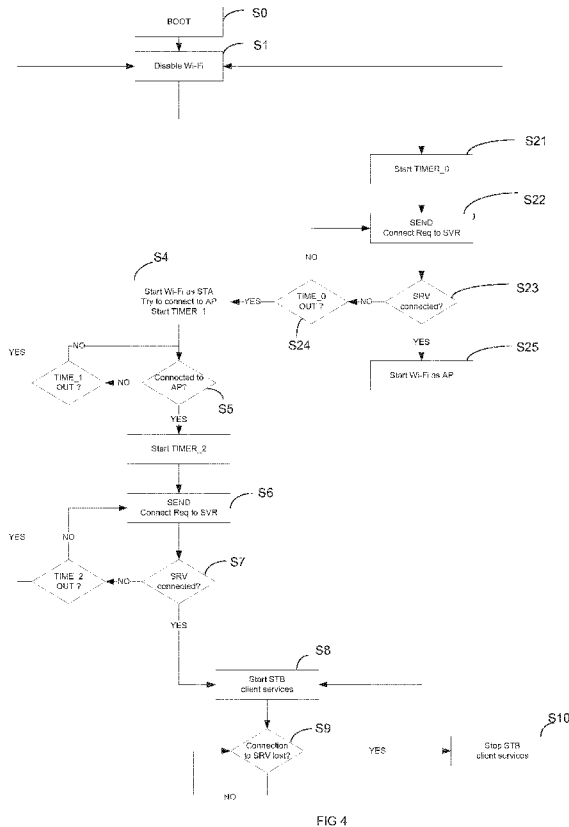 S0
BOOT
S1
Disable Wi-Fi
S21
Start TIMER_0
S22
SEND
Connect Req to SVR
NO
S4
Start Wi-Fi as STA
Try to connect to AP
Start TIMER_1
YES
TIME_0
OUT ?
NO
SRV
connected?
S23
S24
YES
S25
Start Wi-Fi as AP
YES
NO
TIME_1
OUT ?
NO
Connected to
AP?
S5
YES
Start TIMER_2
S6
SEND
Connect Req to SVR
YES
NO
TIME_2
OUT ?
NO
SRV
connected?
S7
YES
S8
Start STB
client services
S9
Connection
to SRV lost?
YES
S10
Stop STB
client services
NO
FIG 4